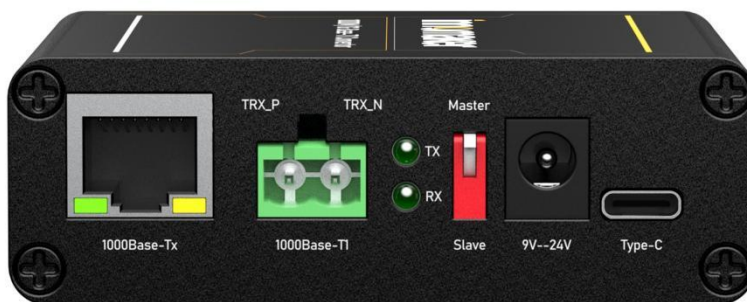 TRX_P TRX_N Master
TX
RX
1000Base-Tx 1000Base-T1 Slave 9V--24V Type-C